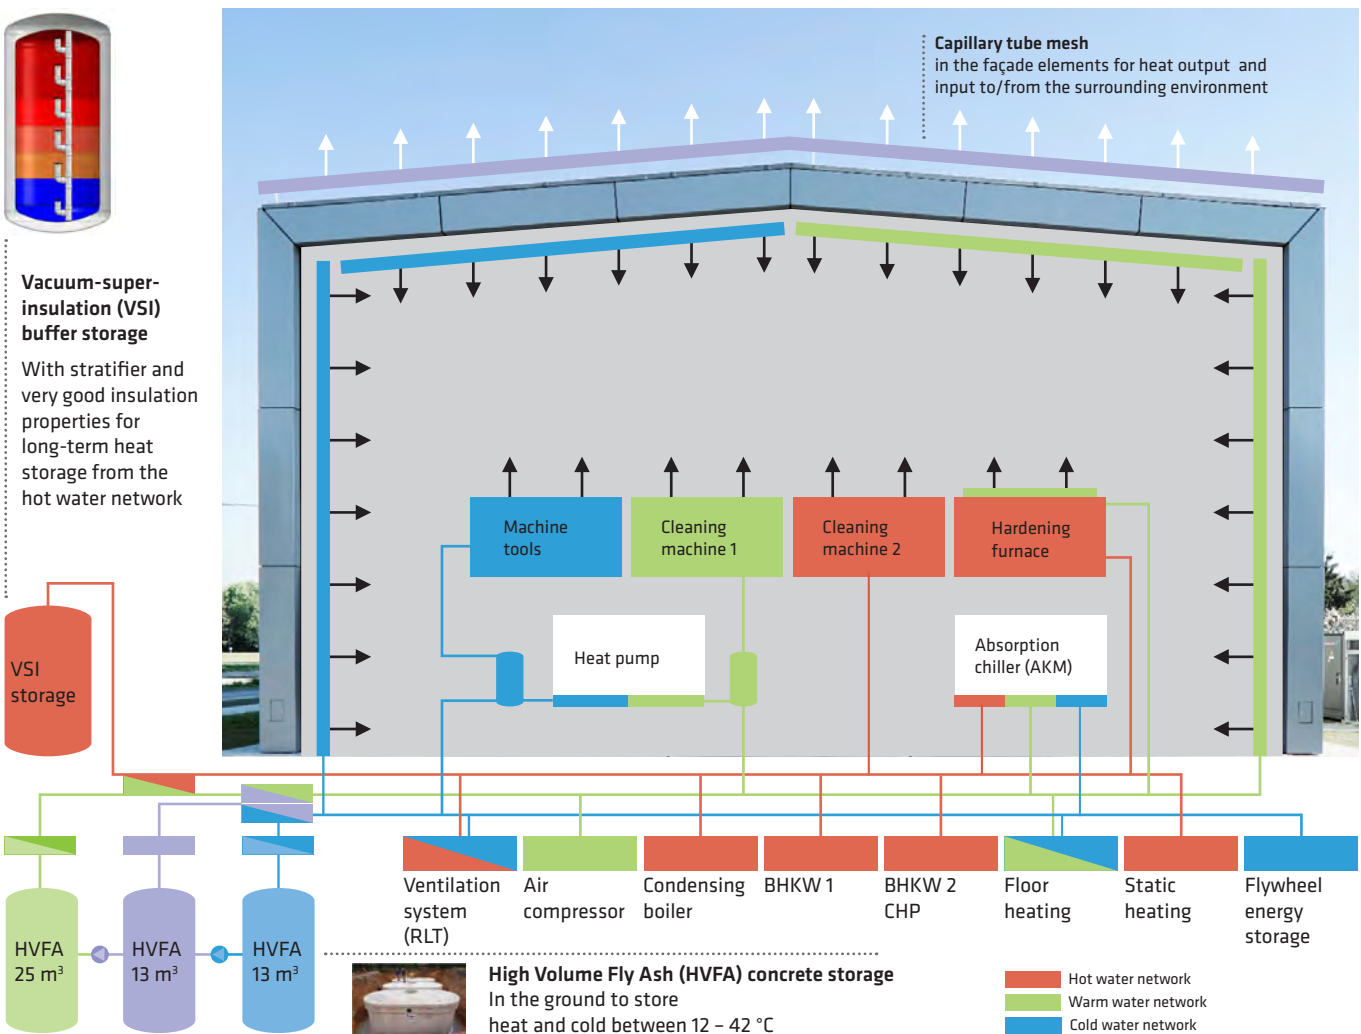 Capillary tube mesh
in the façade elements for heat output and
input to/from the surrounding environment
Vacuum-super-
insulation (VSI)
buffer storage
With stratifier and
very good insulation
properties for
long-term heat
storage from the
hot water network
Machine
tools
Cleaning
machine 1
Cleaning
machine 2
Hardening
furnace
Heat pump
Absorption
chiller (AKM)
VSI
storage
Ventilation
system
(RLT)
Air
compressor
Condensing
boiler
BHKW 1
BHKW 2
CHP
Floor
heating
Static
heating
Flywheel
energy
storage
HVFA
25 m³
HVFA
13 m³
HVFA
13 m³
High Volume Fly Ash (HVFA) concrete storage
In the ground to store
heat and cold between 12 – 42 °C
Hot water network
Warm water network
Cold water network